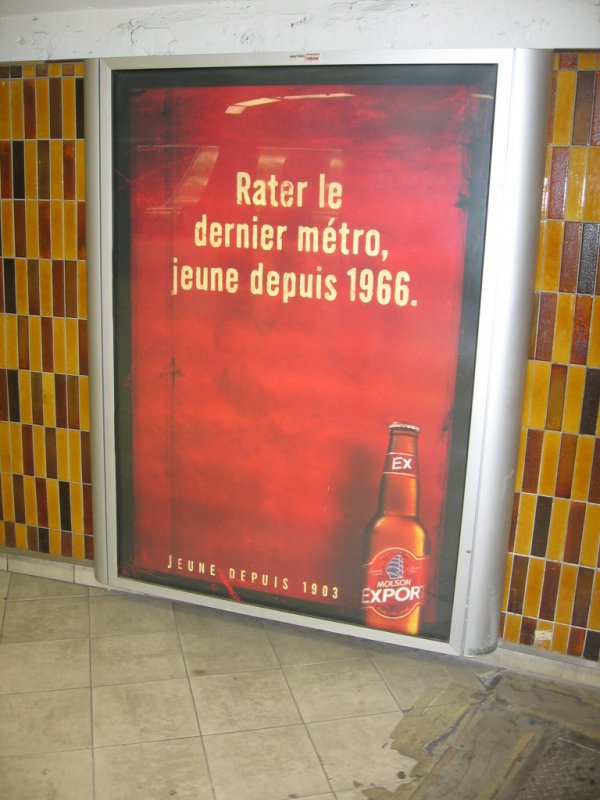 Rater le
dernier métro,
jeune depuis 1966.
EX
MOLSON
EXPORT
JEUNE DEPUIS 1903